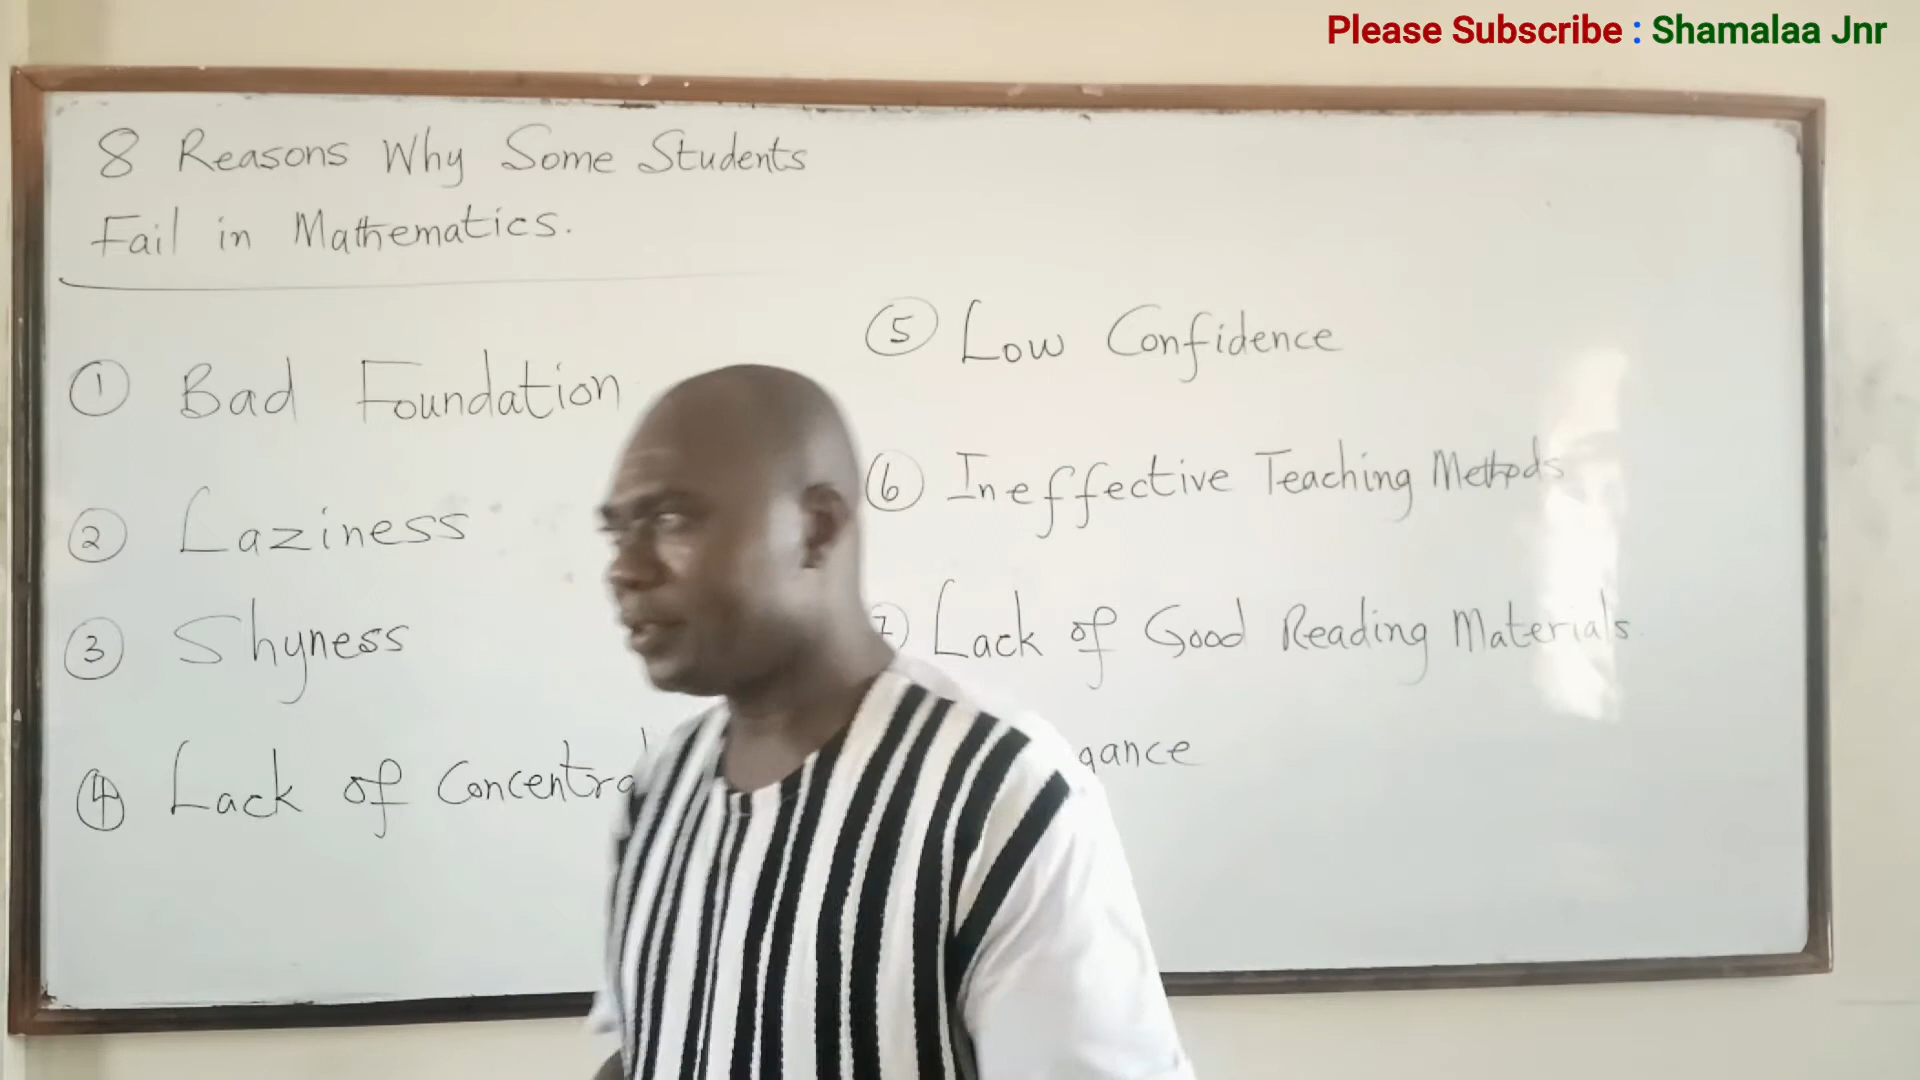 Please Subscribe : Shamalaa Jnr
8 Reasons Why Some Students
Fail in Mathematics.
① Bad Foundation
② Laziness
③ Shyness
④ Lack of
⑤ Low Confidence
⑥ Ineffective Teaching Methods
⑦ Lack of Good Reading Materials.